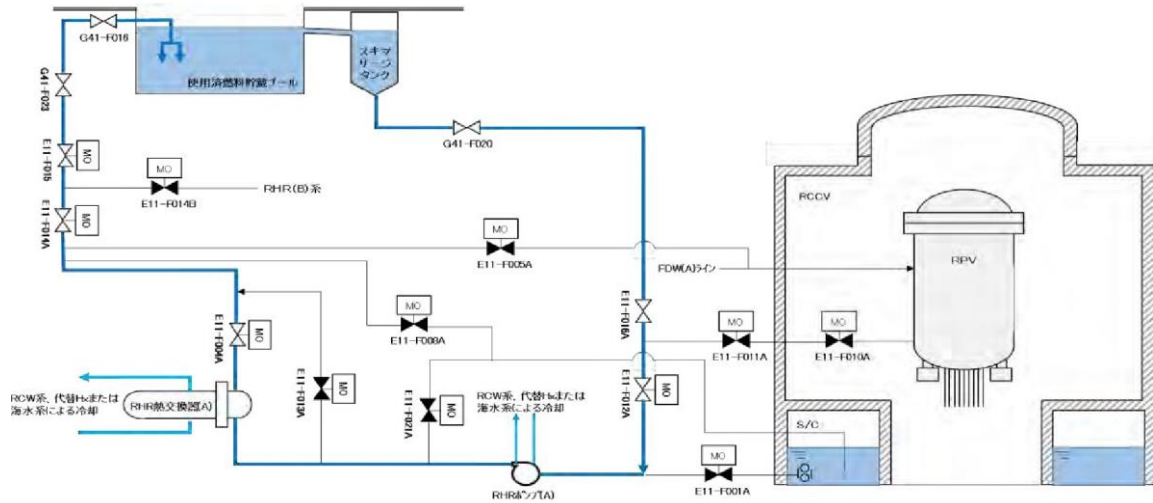 G41-F016
スキマ
サージ
タンク
使用済燃料貯蔵プール
G41-F023
G41-F020
E11-F015
MO
MO
RHR(B)系
E11-F014B
RCCV
E11-F014A
MO
MO
E11-F005A
FDW(A)ライン
RPV
E11-F016A
MO
E11-F008A
MO
MO
E11-F011A
E11-F010A
E11-F004A
MO
RCW系、代替Hxまたは
海水系による冷却
RHR熱交換器(A)
E11-F013A
MO
E11-F021A
MO
RCW系、代替Hxまたは
海水系による冷却
E11-F012A
MO
S/C
MO
E11-F001A
RHRポンプ(A)